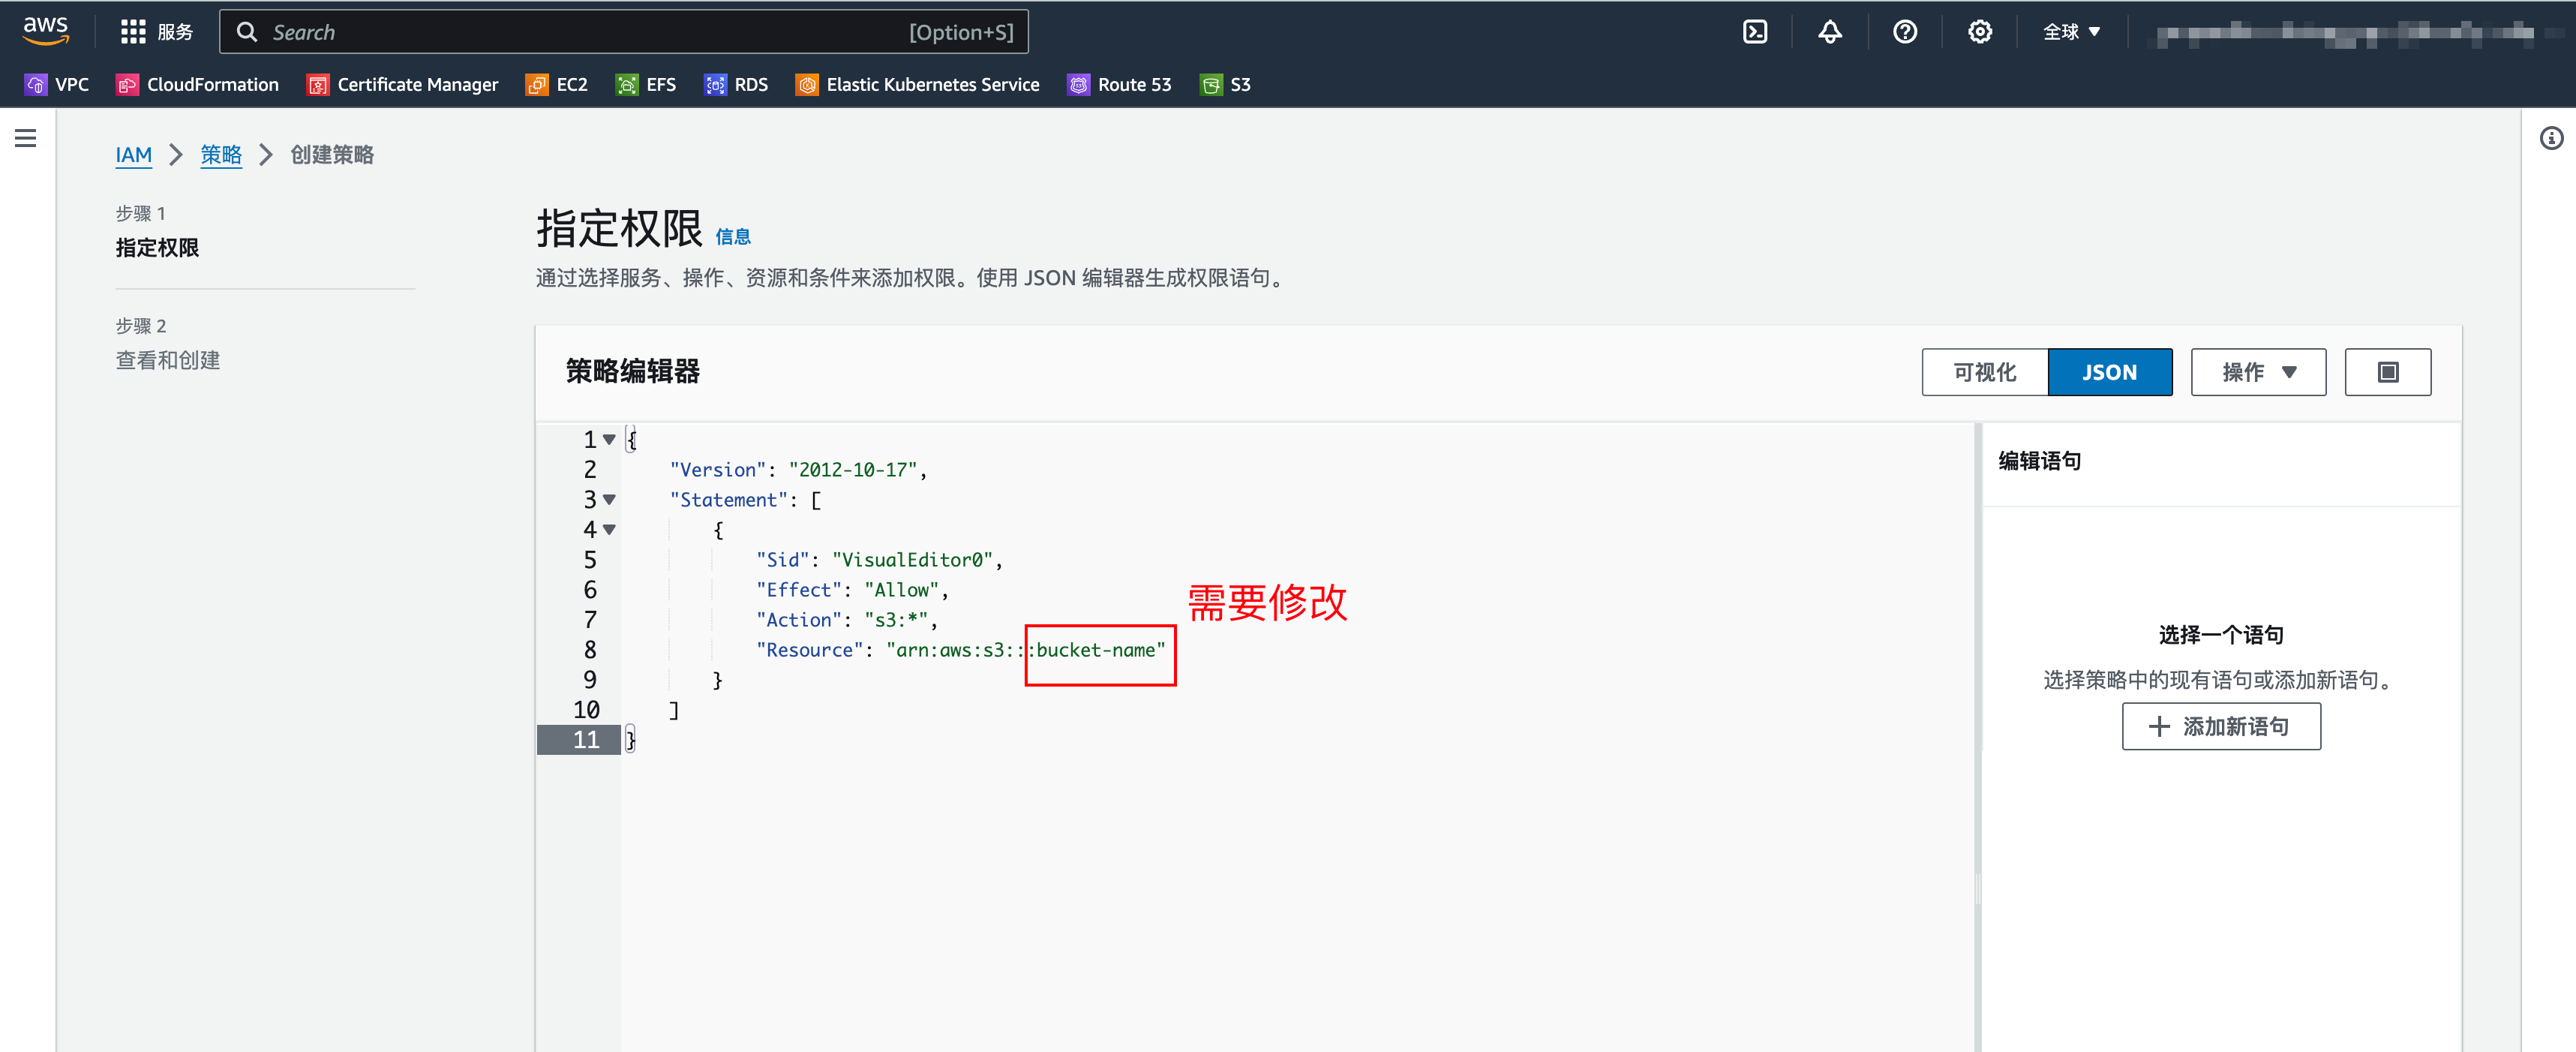 aws 服务 Search [Option+S] 全球
VPC CloudFormation Certificate Manager EC2 EFS RDS Elastic Kubernetes Service Route 53 S3
IAM 策略 创建策略
步骤 1
指定权限
步骤 2
查看和创建
指定权限 信息
通过选择服务、操作、资源和条件来添加权限。使用 JSON 编辑器生成权限语句。
策略编辑器 可视化 JSON 操作
1 {
2 "Version": "2012-10-17",
3 "Statement": [
4 {
5 "Sid": "VisualEditor0",
6 "Effect": "Allow",
7 "Action": "s3:*",
8 "Resource": "arn:aws:s3:::bucket-name"
9 }
10 ]
11 }
需要修改
编辑语句
选择一个语句
选择策略中的现有语句或添加新语句。
添加新语句